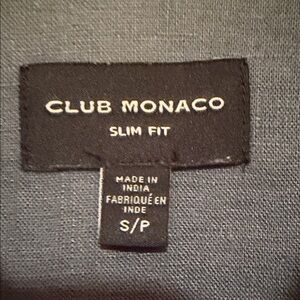 CLUB MONACO
SLIM FIT
MADE IN
INDIA
FABRIQUÉ EN
INDE
S/P